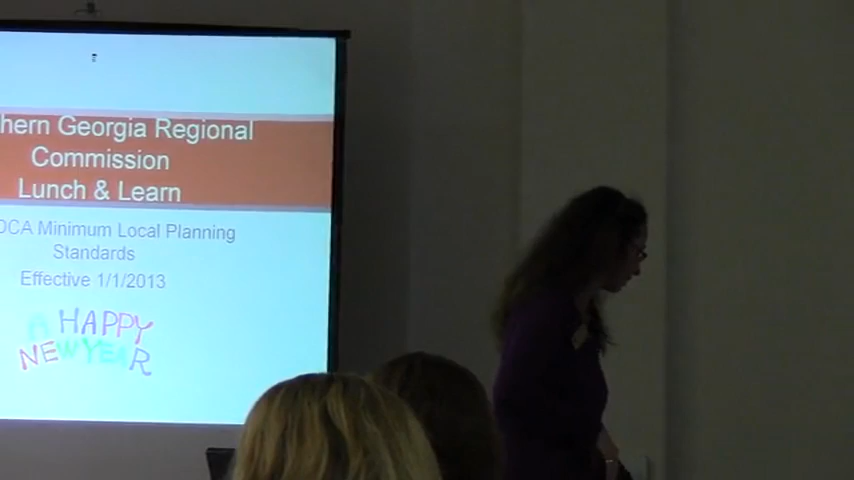 hern Georgia Regional
Commission
Lunch & Learn
DCA Minimum Local Planning
Standards
Effective 1/1/2013
A HAPPY
NEW YEAR